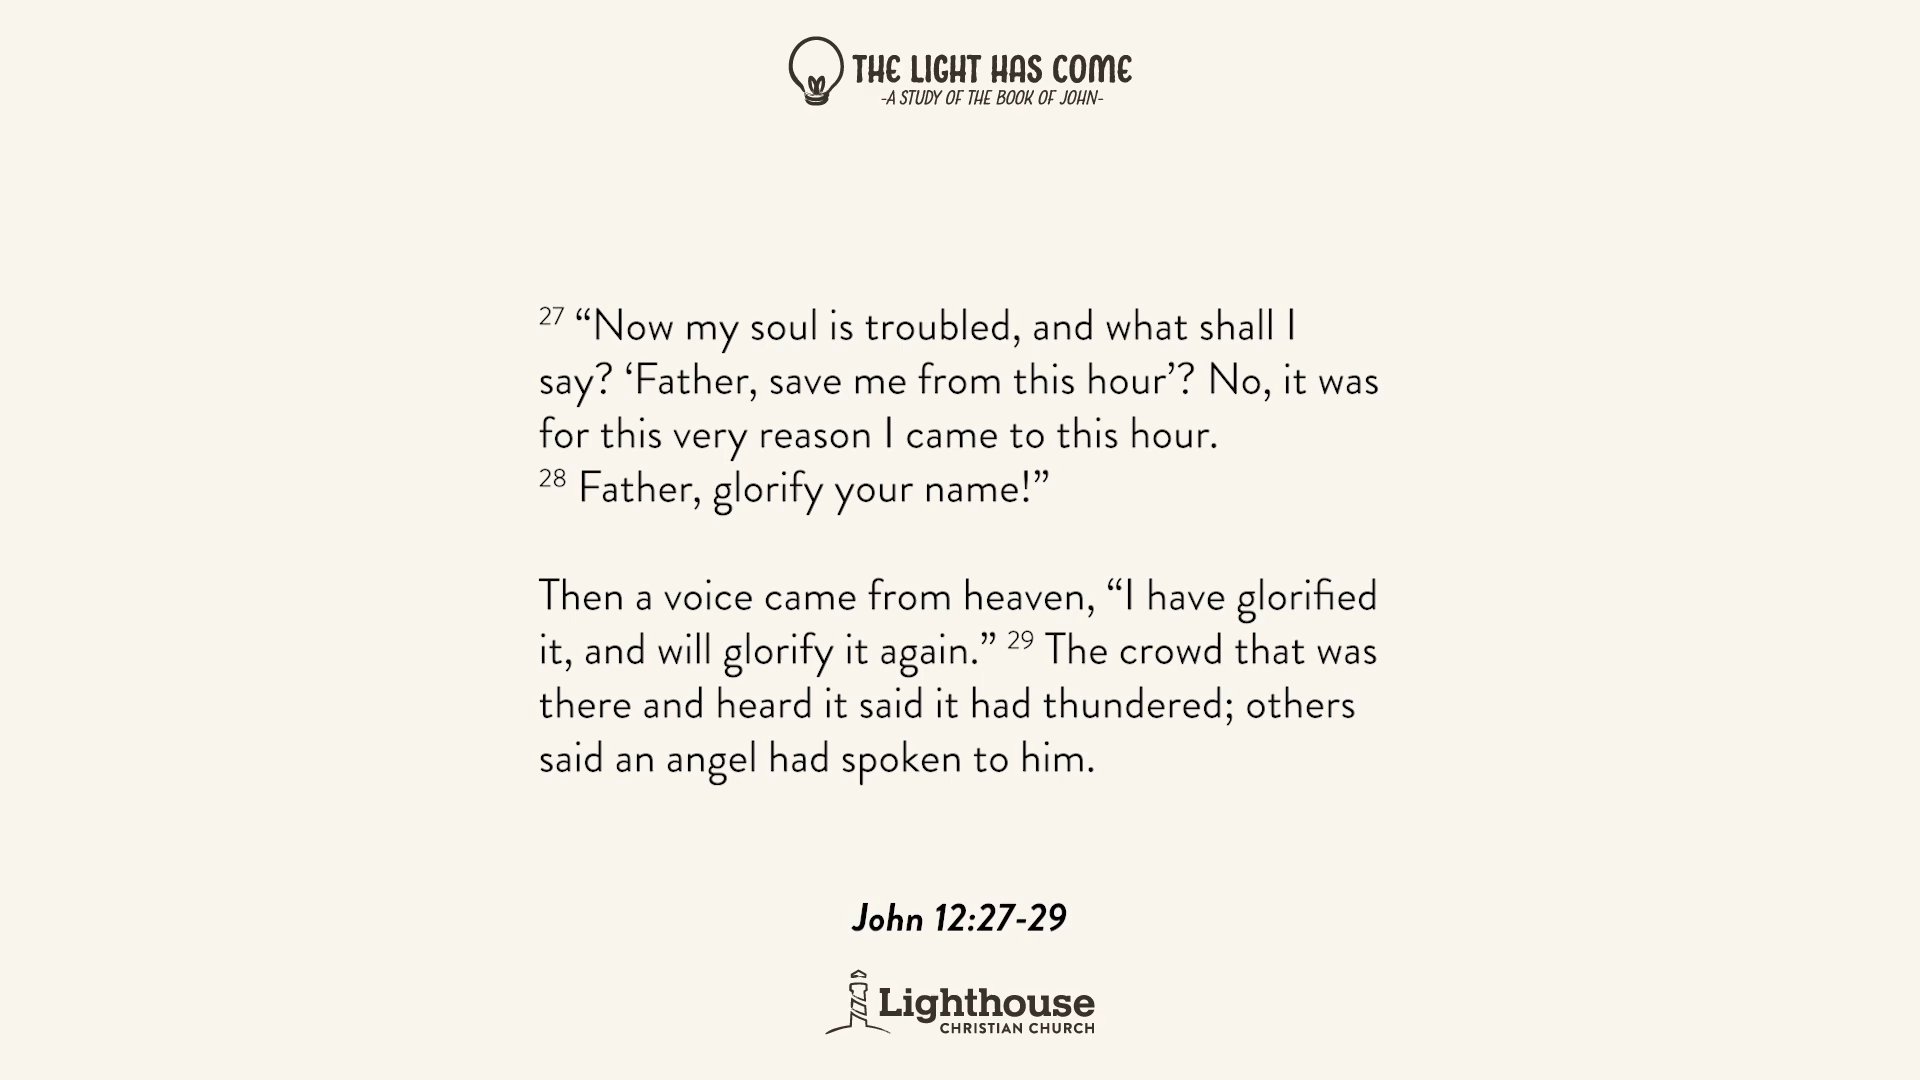 THE LIGHT HAS COME
-A STUDY OF THE BOOK OF JOHN-
27 “Now my soul is troubled, and what shall I
say? ‘Father, save me from this hour’? No, it was
for this very reason I came to this hour.
28 Father, glorify your name!”
Then a voice came from heaven, “I have glorified
it, and will glorify it again.” 29 The crowd that was
there and heard it said it had thundered; others
said an angel had spoken to him.
John 12:27-29
Lighthouse
CHRISTIAN CHURCH